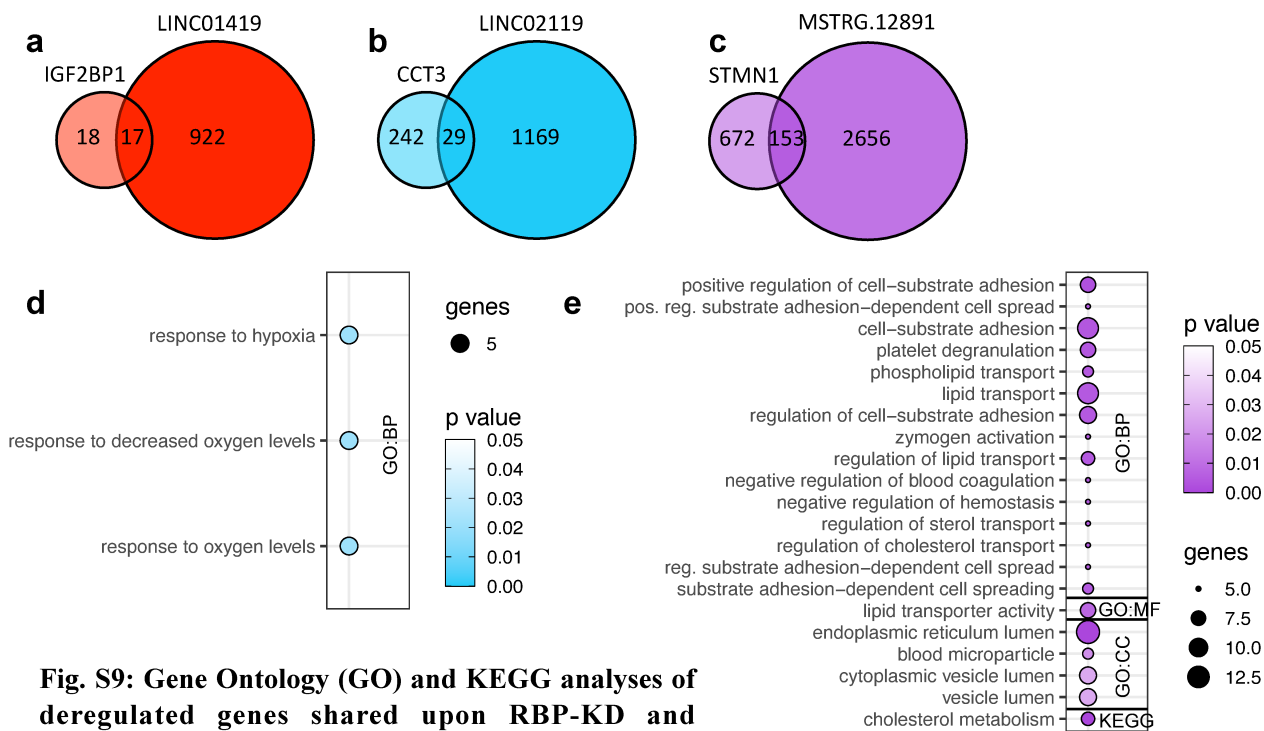 a
LINC01419
IGF2BP1
18 17 922
b
LINC02119
CCT3
242 29 1169
c
MSTRG.12891
STMN1
672 153 2656
d
response to hypoxia
response to decreased oxygen levels
response to oxygen levels
GO:BP
genes
5
p value
0.05
0.04
0.03
0.02
0.01
0.00
e
positive regulation of cell−substrate adhesion
pos. reg. substrate adhesion−dependent cell spread
cell−substrate adhesion
platelet degranulation
phospholipid transport
lipid transport
regulation of cell−substrate adhesion
zymogen activation
regulation of lipid transport
negative regulation of blood coagulation
negative regulation of hemostasis
regulation of sterol transport
regulation of cholesterol transport
reg. substrate adhesion−dependent cell spread
substrate adhesion−dependent cell spreading
lipid transporter activity
endoplasmic reticulum lumen
blood microparticle
cytoplasmic vesicle lumen
vesicle lumen
cholesterol metabolism
GO:BP
GO:MF
GO:CC
KEGG
p value
0.05
0.04
0.03
0.02
0.01
0.00
genes
5.0
7.5
10.0
12.5
Fig. S9: Gene Ontology (GO) and KEGG analyses of
deregulated genes shared upon RBP-KD and